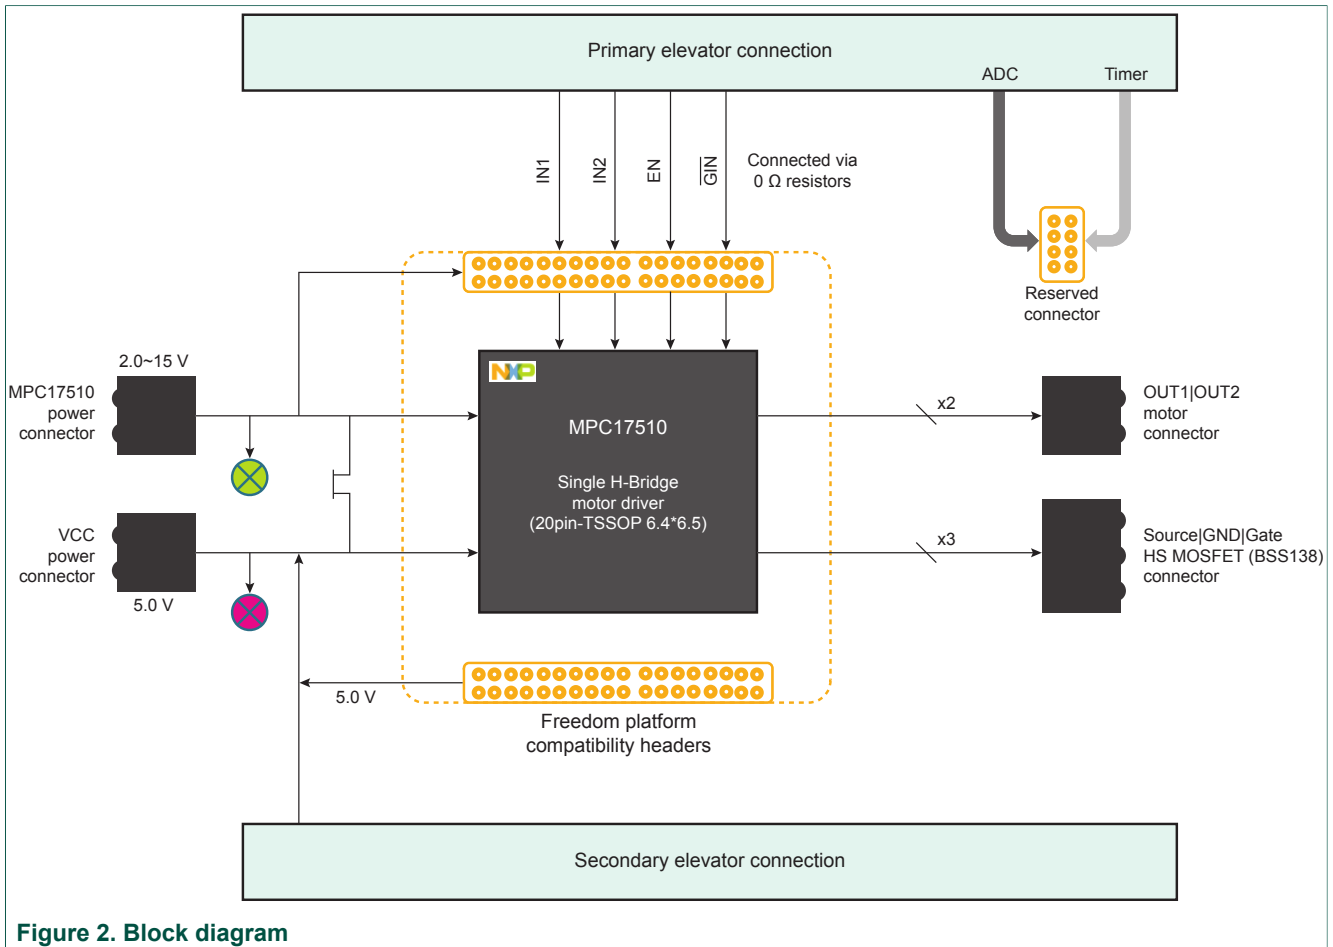 Primary elevator connection
ADC
Timer
IN1
IN2
EN
G̅I̅N̅
Connected via
0 Ω resistors
Reserved
connector
2.0~15 V
MPC17510
power
connector
NXP
MPC17510
Single H-Bridge
motor driver
(20pin-TSSOP 6.4*6.5)
x2
OUT1|OUT2
motor
connector
VCC
power
connector
5.0 V
x3
Source|GND|Gate
HS MOSFET (BSS138)
connector
5.0 V
Freedom platform
compatibility headers
Secondary elevator connection
Figure 2. Block diagram